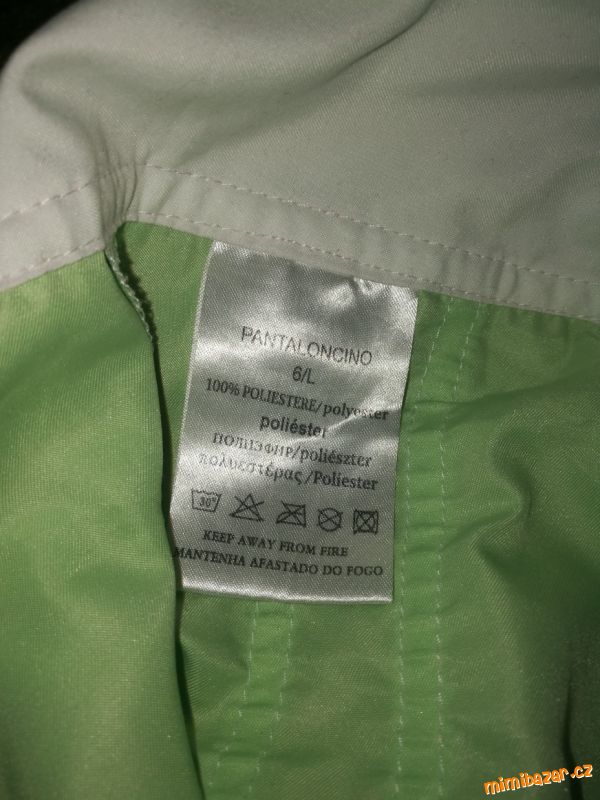 PANTALONCINO
6/L
100% POLIESTERE/polyester
poliéster
ПОЛІЭФИР/poliészter
πολυεστέρας/Poliester
30°
KEEP AWAY FROM FIRE
MANTENHA AFASTADO DO FOGO
mimibazar.cz